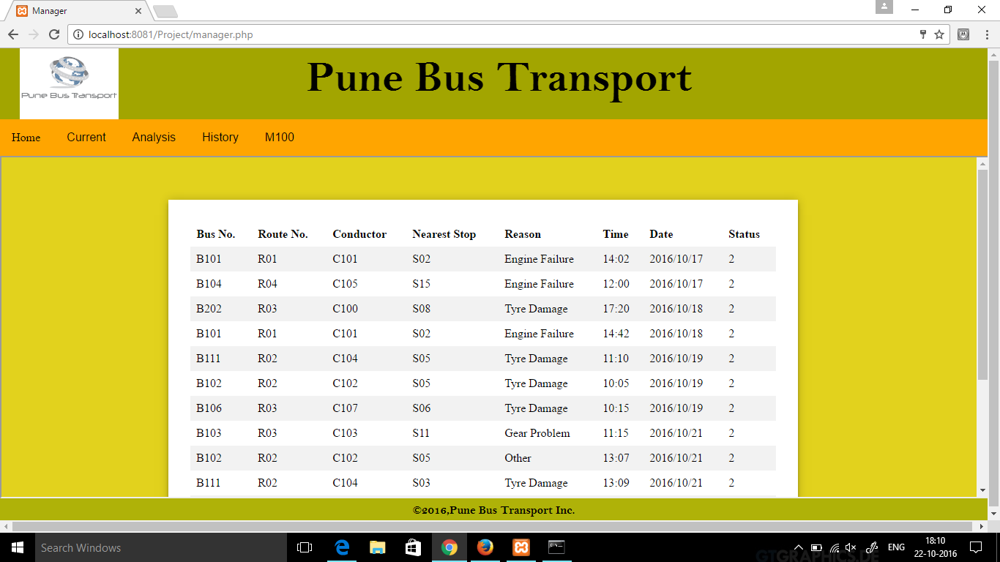 Manager
localhost:8081/Project/manager.php
Pune Bus Transport
Pune Bus Transport
Home Current Analysis History M100
Bus No. Route No. Conductor Nearest Stop Reason Time Date Status
B101 R01 C101 S02 Engine Failure 14:02 2016/10/17 2
B104 R04 C105 S15 Engine Failure 12:00 2016/10/17 2
B202 R03 C100 S08 Tyre Damage 17:20 2016/10/18 2
B101 R01 C101 S02 Engine Failure 14:42 2016/10/18 2
B111 R02 C104 S05 Tyre Damage 11:10 2016/10/19 2
B102 R02 C102 S05 Tyre Damage 10:05 2016/10/19 2
B106 R03 C107 S06 Tyre Damage 10:15 2016/10/19 2
B103 R03 C103 S11 Gear Problem 11:15 2016/10/21 2
B102 R02 C102 S05 Other 13:07 2016/10/21 2
B111 R02 C104 S03 Tyre Damage 13:09 2016/10/21 2
©2016,Pune Bus Transport Inc.
Search Windows
ENG
18:10
22-10-2016
GTGRAPHICS.DE